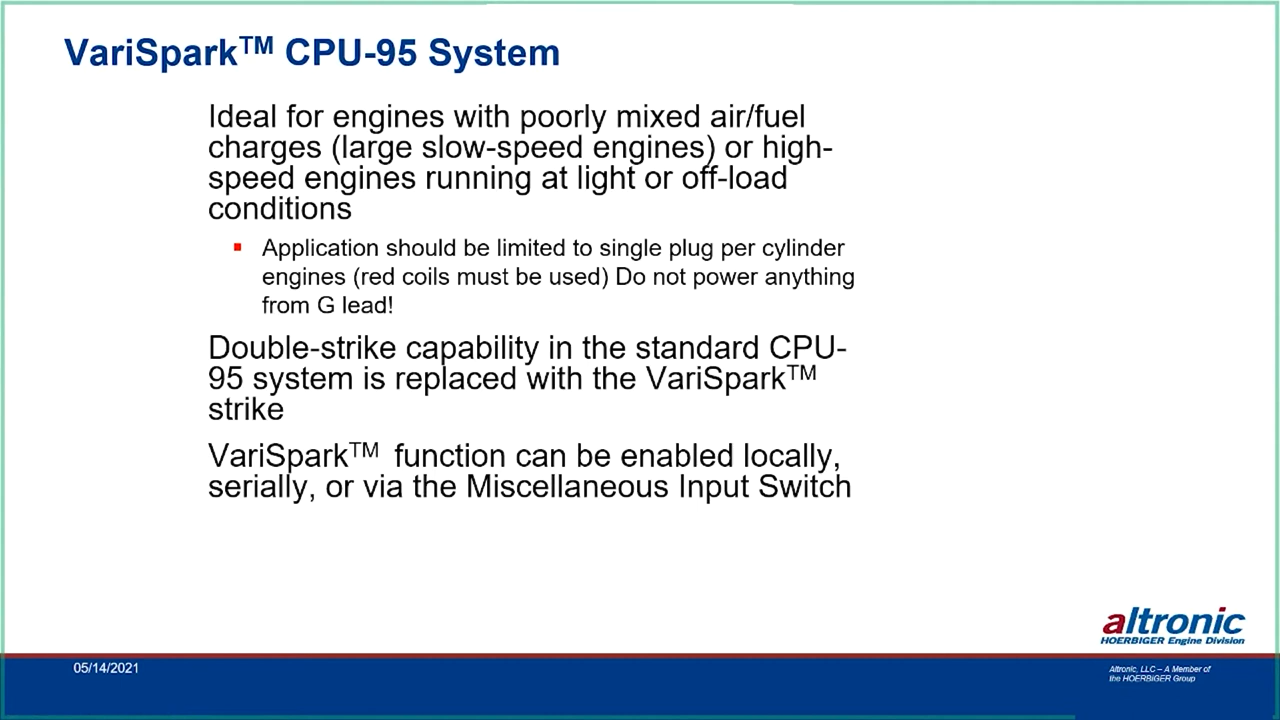 VariSpark™ CPU-95 System
Ideal for engines with poorly mixed air/fuel
charges (large slow-speed engines) or high-
speed engines running at light or off-load
conditions
Application should be limited to single plug per cylinder
engines (red coils must be used) Do not power anything
from G lead!
Double-strike capability in the standard CPU-
95 system is replaced with the VariSpark™
strike
VariSpark™ function can be enabled locally,
serially, or via the Miscellaneous Input Switch
altronic
HOERBIGER Engine Division
05/14/2021
Altronic, LLC – A Member of
the HOERBIGER Group